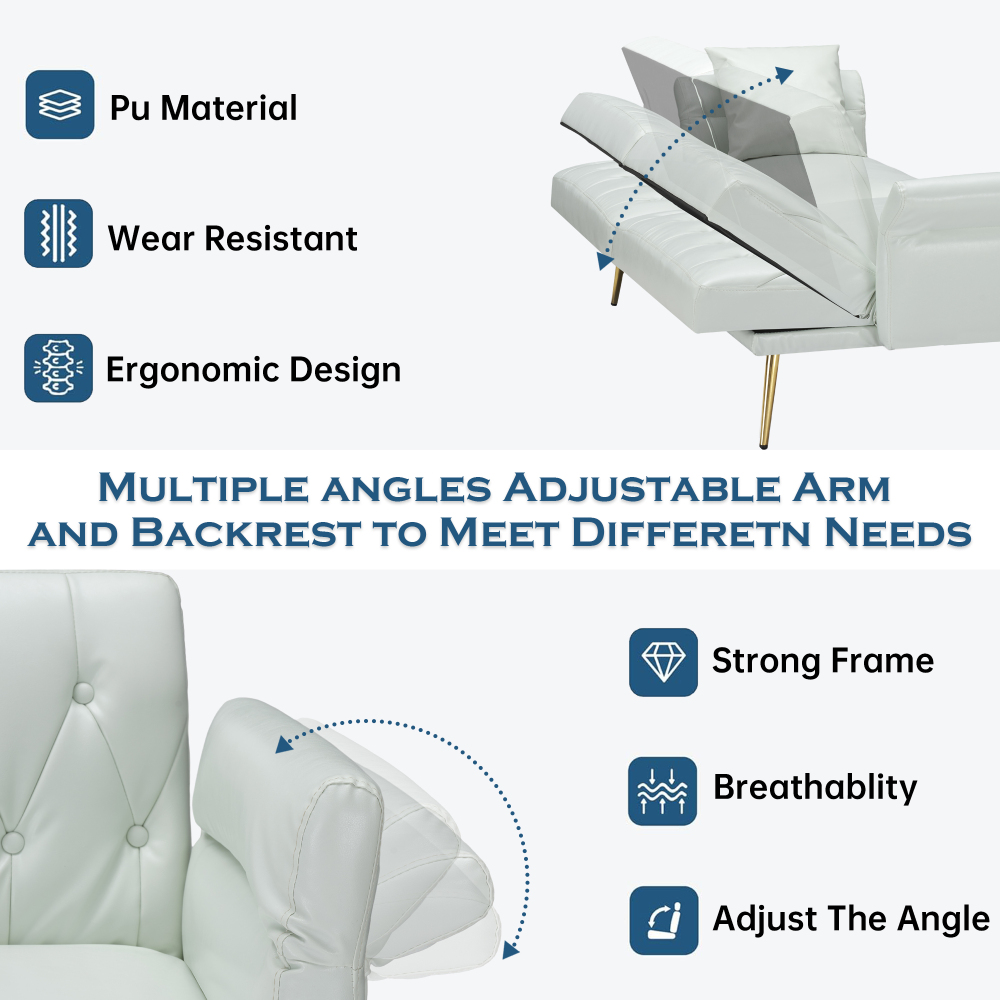 Pu Material
Wear Resistant
Ergonomic Design
Multiple angles Adjustable Arm
and Backrest to Meet Differetn Needs
Strong Frame
Breathablity
Adjust The Angle